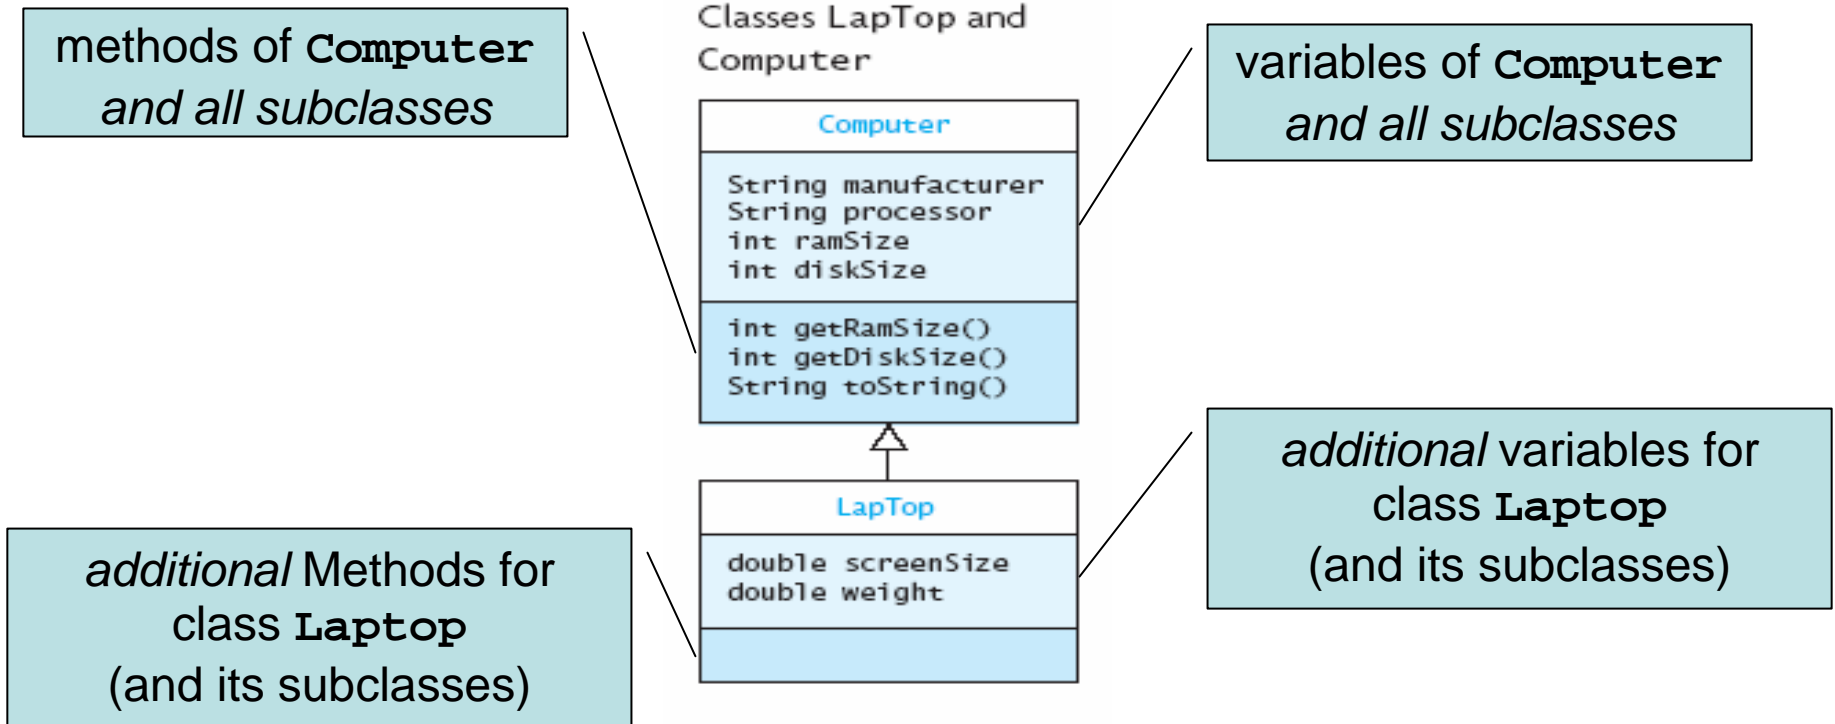 methods of Computer
and all subclasses
Classes LapTop and
Computer
variables of Computer
and all subclasses
Computer
String manufacturer
String processor
int ramSize
int diskSize
int getRamSize()
int getDiskSize()
String toString()
LapTop
double screenSize
double weight
additional Methods for
class Laptop
(and its subclasses)
additional variables for
class Laptop
(and its subclasses)